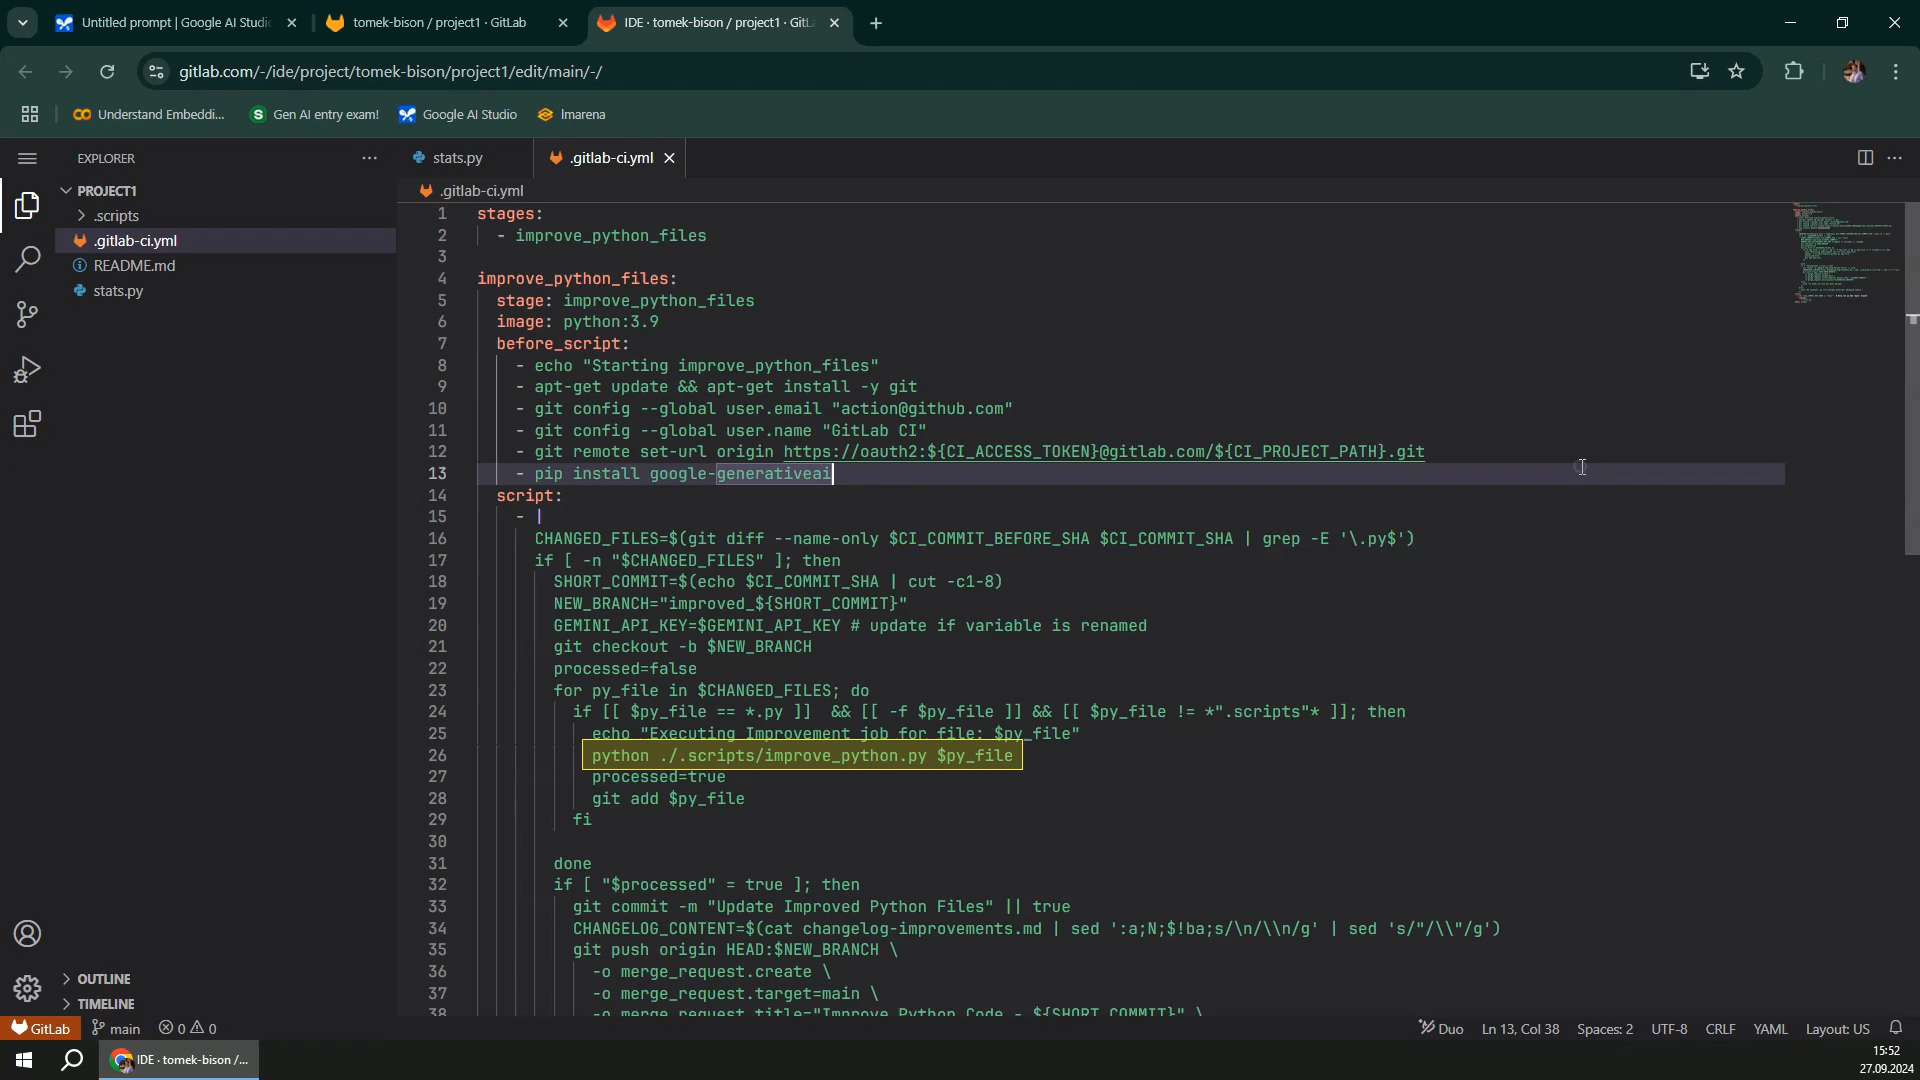 Untitled prompt | Google AI Studi
tomek-bison / project1 · GitLab
IDE · tomek-bison / project1 · GitL
gitlab.com/-/ide/project/tomek-bison/project1/edit/main/-/
Understand Embeddi...
Gen AI entry exam!
Google AI Studio
lmarena
EXPLORER
stats.py
.gitlab-ci.yml
PROJECT1
.scripts
.gitlab-ci.yml
README.md
stats.py
.gitlab-ci.yml
1 stages:
2 - improve_python_files
3
4 improve_python_files:
5 stage: improve_python_files
6 image: python:3.9
7 before_script:
8 - echo "Starting improve_python_files"
9 - apt-get update && apt-get install -y git
10 - git config --global user.email "action@github.com"
11 - git config --global user.name "GitLab CI"
12 - git remote set-url origin https://oauth2:${CI_ACCESS_TOKEN}@gitlab.com/${CI_PROJECT_PATH}.git
13 - pip install google-generativeai
14 script:
15 - |
16 CHANGED_FILES=$(git diff --name-only $CI_COMMIT_BEFORE_SHA $CI_COMMIT_SHA | grep -E '\.py$')
17 if [ -n "$CHANGED_FILES" ]; then
18 SHORT_COMMIT=$(echo $CI_COMMIT_SHA | cut -c1-8)
19 NEW_BRANCH="improved_${SHORT_COMMIT}"
20 GEMINI_API_KEY=$GEMINI_API_KEY # update if variable is renamed
21 git checkout -b $NEW_BRANCH
22 processed=false
23 for py_file in $CHANGED_FILES; do
24 if [[ $py_file == *.py ]]  && [[ -f $py_file ]] && [[ $py_file != *".scripts"* ]]; then
25 echo "Executing Improvement job for file: $py_file"
26 python ./.scripts/improve_python.py $py_file
27 processed=true
28 git add $py_file
29 fi
30
31 done
32 if [ "$processed" = true ]; then
33 git commit -m "Update Improved Python Files" || true
34 CHANGELOG_CONTENT=$(cat changelog-improvements.md | sed ':a;N;$!ba;s/\n/\\n/g' | sed 's/"/\\"/g')
35 git push origin HEAD:$NEW_BRANCH \
36 -o merge_request.create \
37 -o merge_request.target=main \
38 -o merge_request.title="Improve Python Code - ${SHORT_COMMIT}" \
OUTLINE
TIMELINE
GitLab main 0 0
Duo Ln 13, Col 38 Spaces: 2 UTF-8 CRLF YAML Layout: US
IDE · tomek-bison /...
15:52
27.09.2024